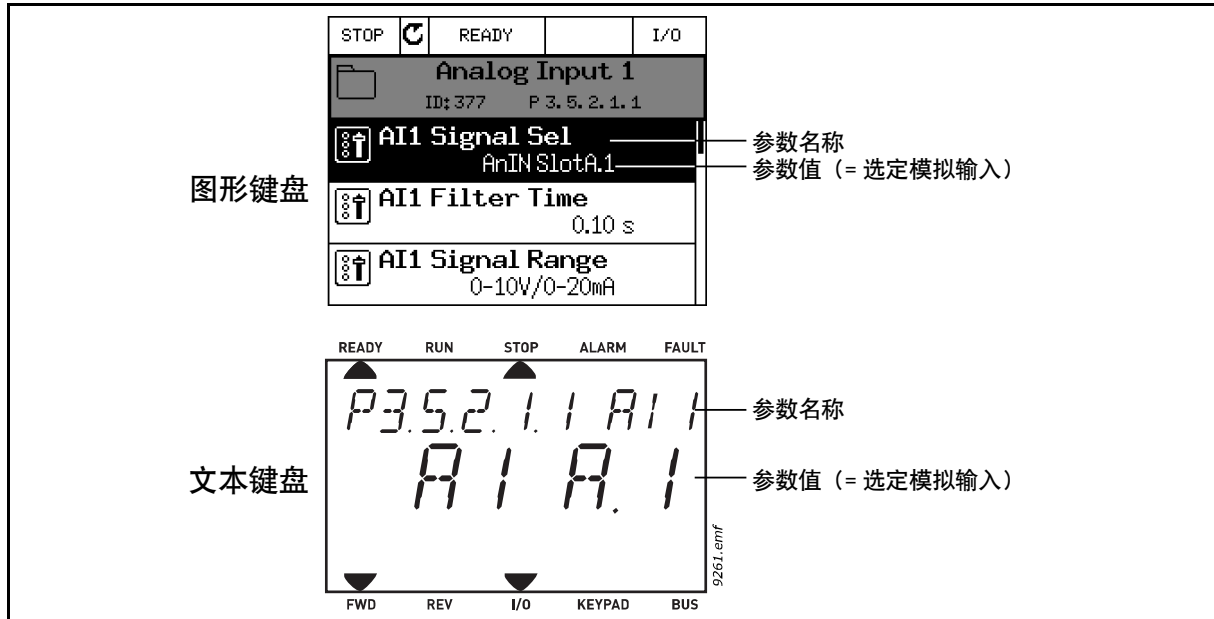 STOP READY I/O
Analog Input 1
ID:377 P3.5.2.1.1
AI1 Signal Sel
AnIN SlotA.1
AI1 Filter Time
0.10 s
AI1 Signal Range
0-10V/0-20mA
图形键盘
参数名称
参数值（= 选定模拟输入）
READY RUN STOP ALARM FAULT
P3.5.2.1.1 AI1
AI A.1
文本键盘
参数名称
参数值（= 选定模拟输入）
FWD REV I/O KEYPAD BUS
9261.emf